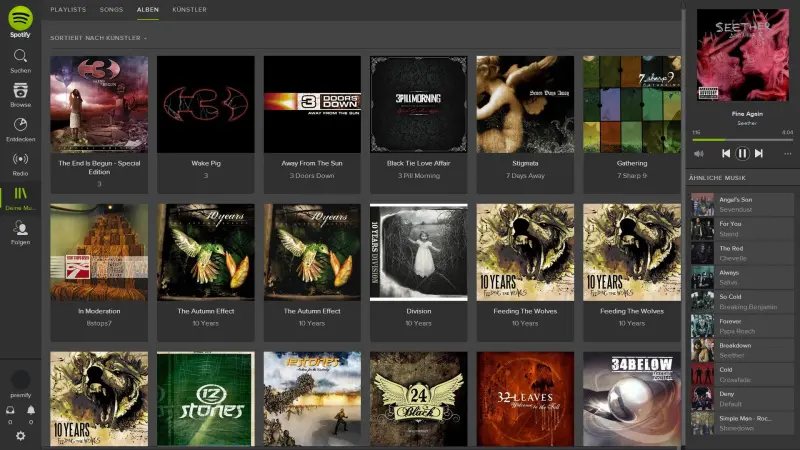 Spotify
Suchen
Browse
Entdecken
Radio
Deine Mu...
Folgen
premify
0
0
PLAYLISTS
SONGS
ALBEN
KÜNSTLER
SORTIERT NACH KÜNSTLER
3
The End Is Begun - Special
Edition
3
3
Wake Pig
3
3 DOORS
DOWN
AWAY FROM THE SUN
Away From The Sun
3 Doors Down
3PILLMORNING
Black Tie Love Affair
3 Pill Morning
Seven Days Away
Stigmata
7 Days Away
7 sharp 9
Gathering
7 Sharp 9
In Moderation
8stops7
10 years
The Autumn Effect
10 Years
10 years
The Autumn Effect
10 Years
10 YEARS
DIVISION
Division
10 Years
10 YEARS
FEEDING THE WOLVES
Feeding The Wolves
10 Years
10 YEARS
FEEDING THE WOLVES
Feeding The Wolves
10 Years
10 YEARS
FEEDING THE WOLVES
12
stones
12 STONES
24
Black
32 LEAVES
Welcome to the Fall
34BELOW
SEETHER
Fine Again
Seether
1:16
4:04
ÄHNLICHE MUSIK
Angel's Son
Sevendust
For You
Staind
The Red
Chevelle
Always
Saliva
So Cold
Breaking Benjamin
Forever
Papa Roach
Breakdown
Seether
Cold
Crossfade
Deny
Default
Simple Man - Roc...
Shinedown